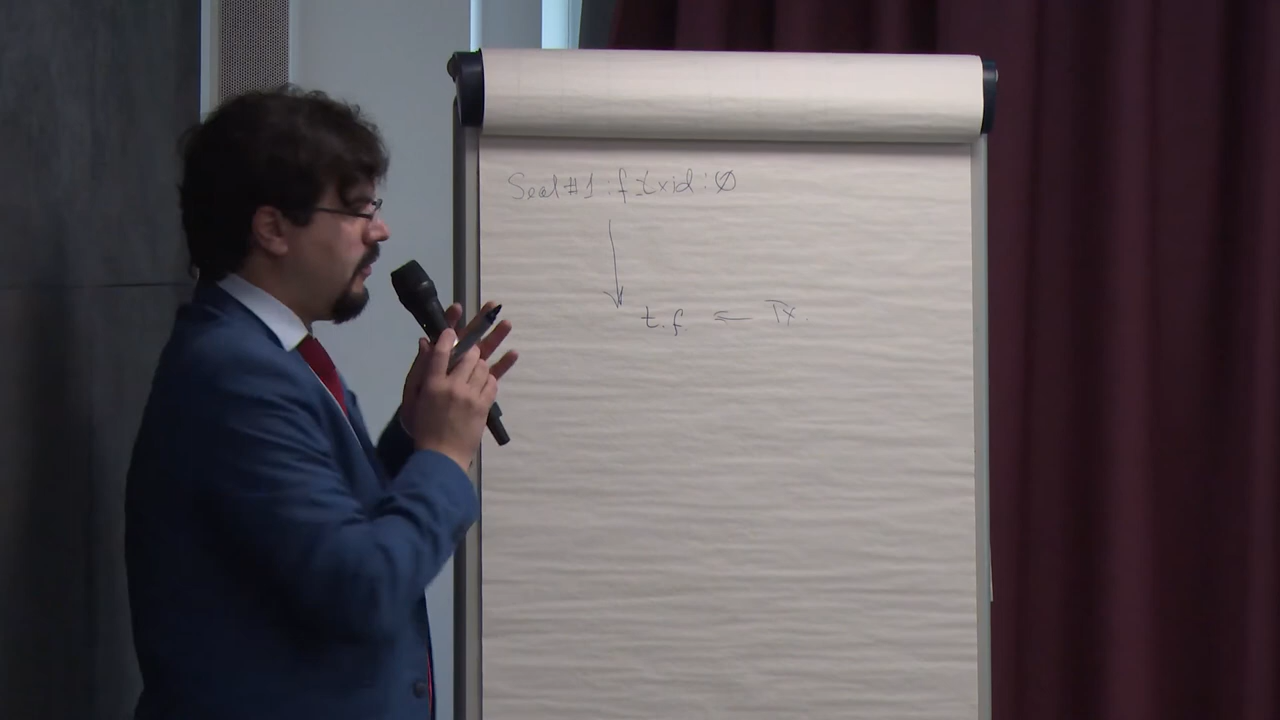 Seal #1 : f : txid : Ø
t.f. ⇐ Tx.